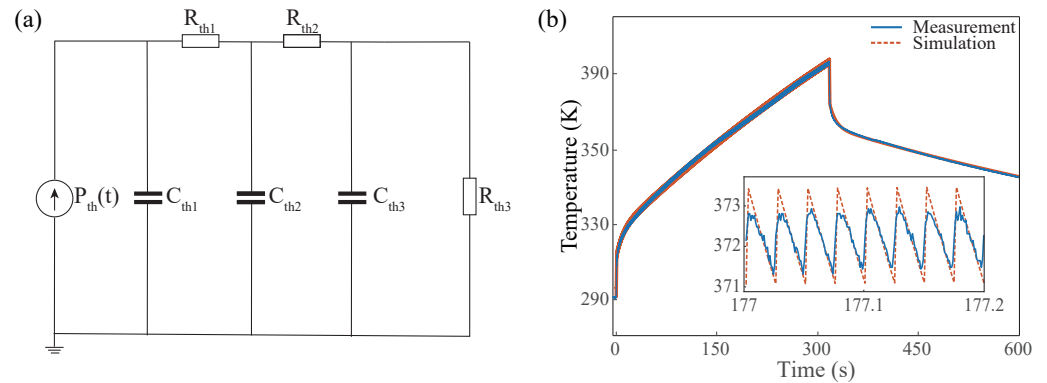 (a)
R_th1
R_th2
P_th(t)
C_th1
C_th2
C_th3
R_th3
(b)
Measurement
Simulation
Temperature (K)
390
350
330
290
373
372
371
177
177.1
177.2
0
150
300
450
600
Time (s)